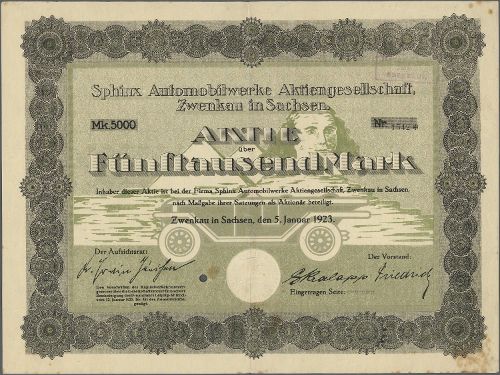 Sphinx Automobilwerke Aktiengesellschaft,
Zwenkau in Sachsen.
Mk. 5000
Nr.
AKTIE
über
Fünftausend Mark
Inhaber dieser Aktie ist bei der Firma „Sphinx Automobilwerke Aktiengesellschaft, Zwenkau in Sachsen,
nach Maßgabe ihrer Satzungen als Aktionär beteiligt.
Zwenkau in Sachsen, den 5. Januar 1923.
Der Aufsichtsrat:
Der Vorstand:
Eingetragen Seite: